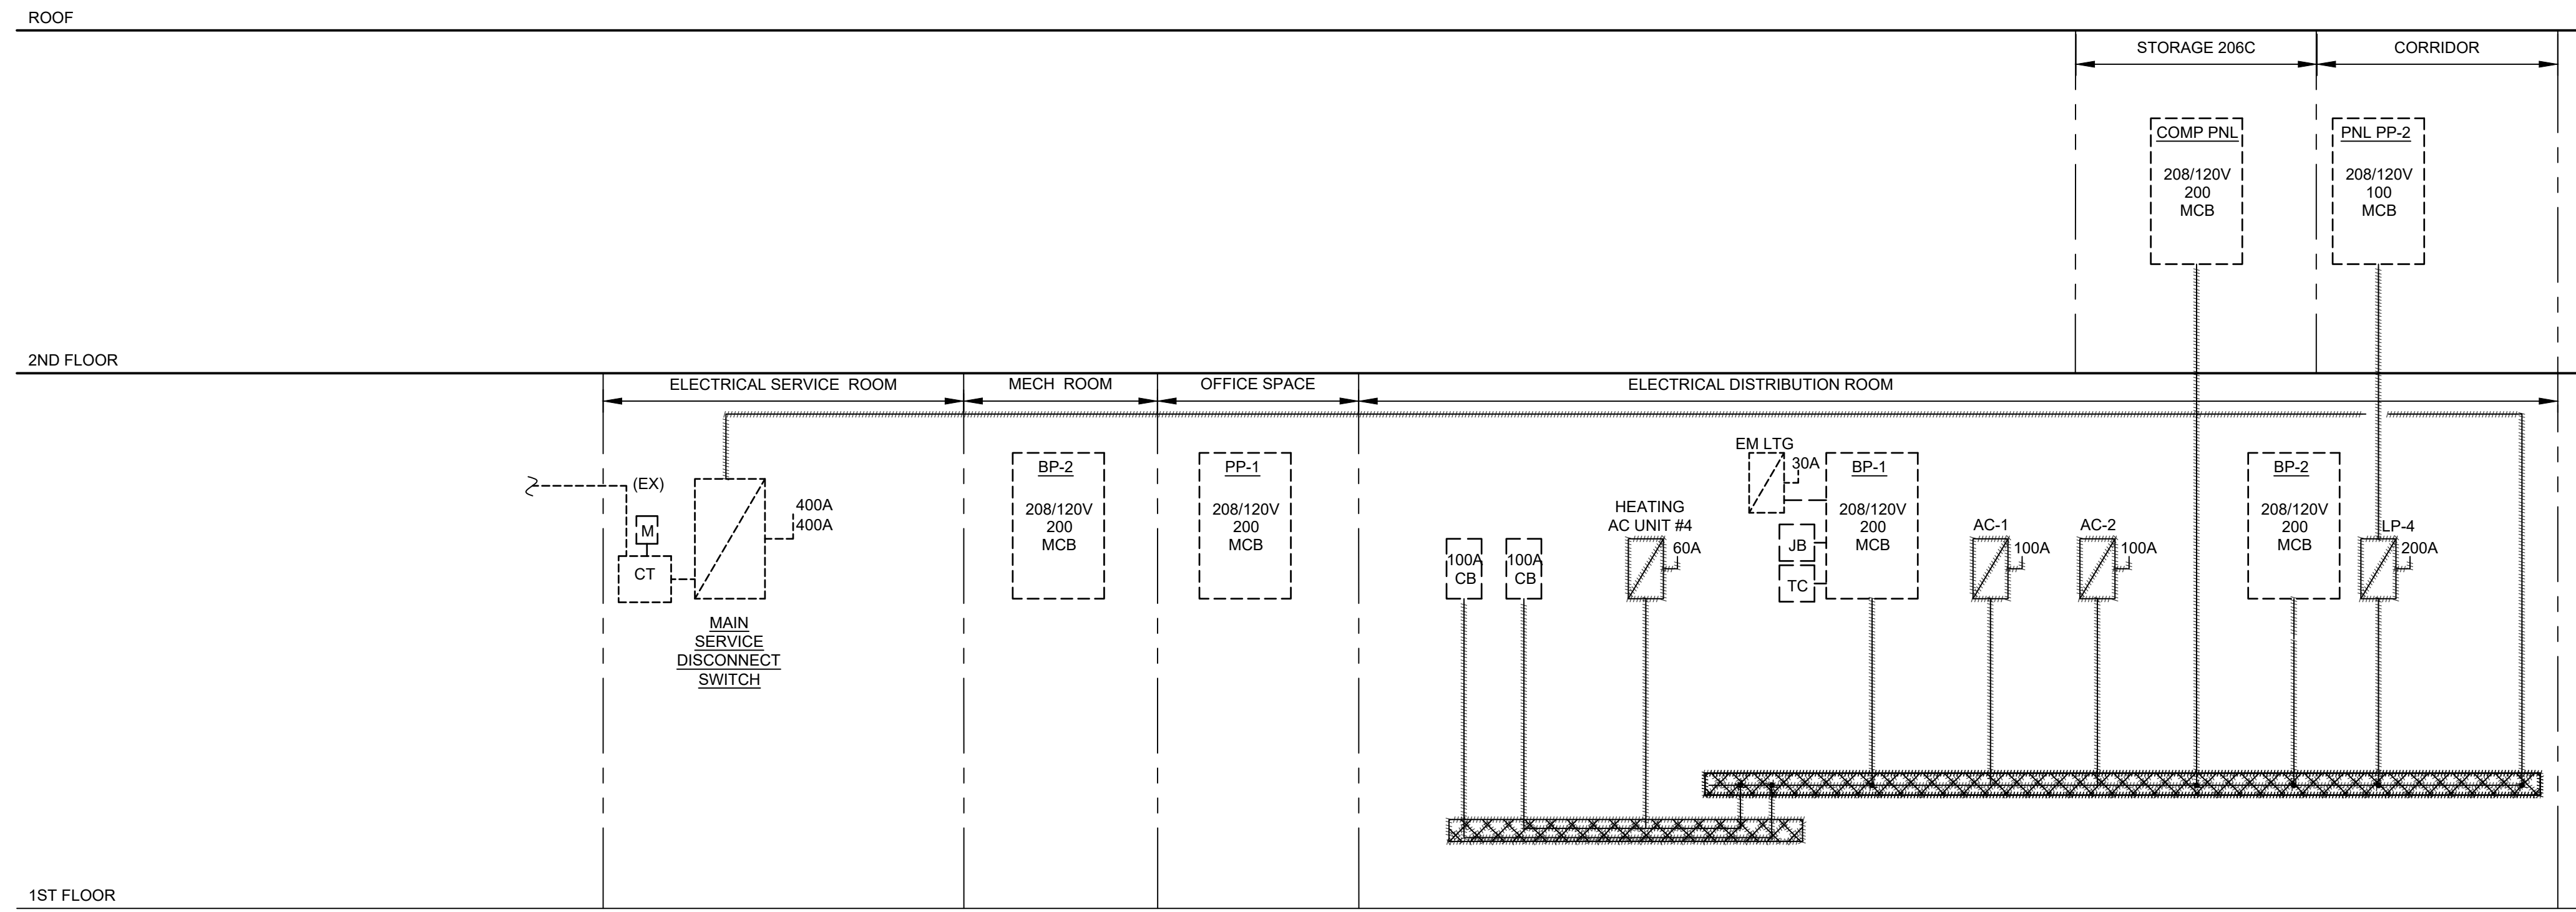 ROOF
STORAGE 206C
CORRIDOR
COMP PNL
208/120V
200
MCB
PNL PP-2
208/120V
100
MCB
2ND FLOOR
ELECTRICAL SERVICE ROOM
MECH ROOM
OFFICE SPACE
ELECTRICAL DISTRIBUTION ROOM
(EX)
M
CT
400A
400A
MAIN
SERVICE
DISCONNECT
SWITCH
BP-2
208/120V
200
MCB
PP-1
208/120V
200
MCB
100A
CB
100A
CB
HEATING
AC UNIT #4
60A
EM LTG
30A
JB
TC
BP-1
208/120V
200
MCB
AC-1
100A
AC-2
100A
BP-2
208/120V
200
MCB
LP-4
200A
1ST FLOOR